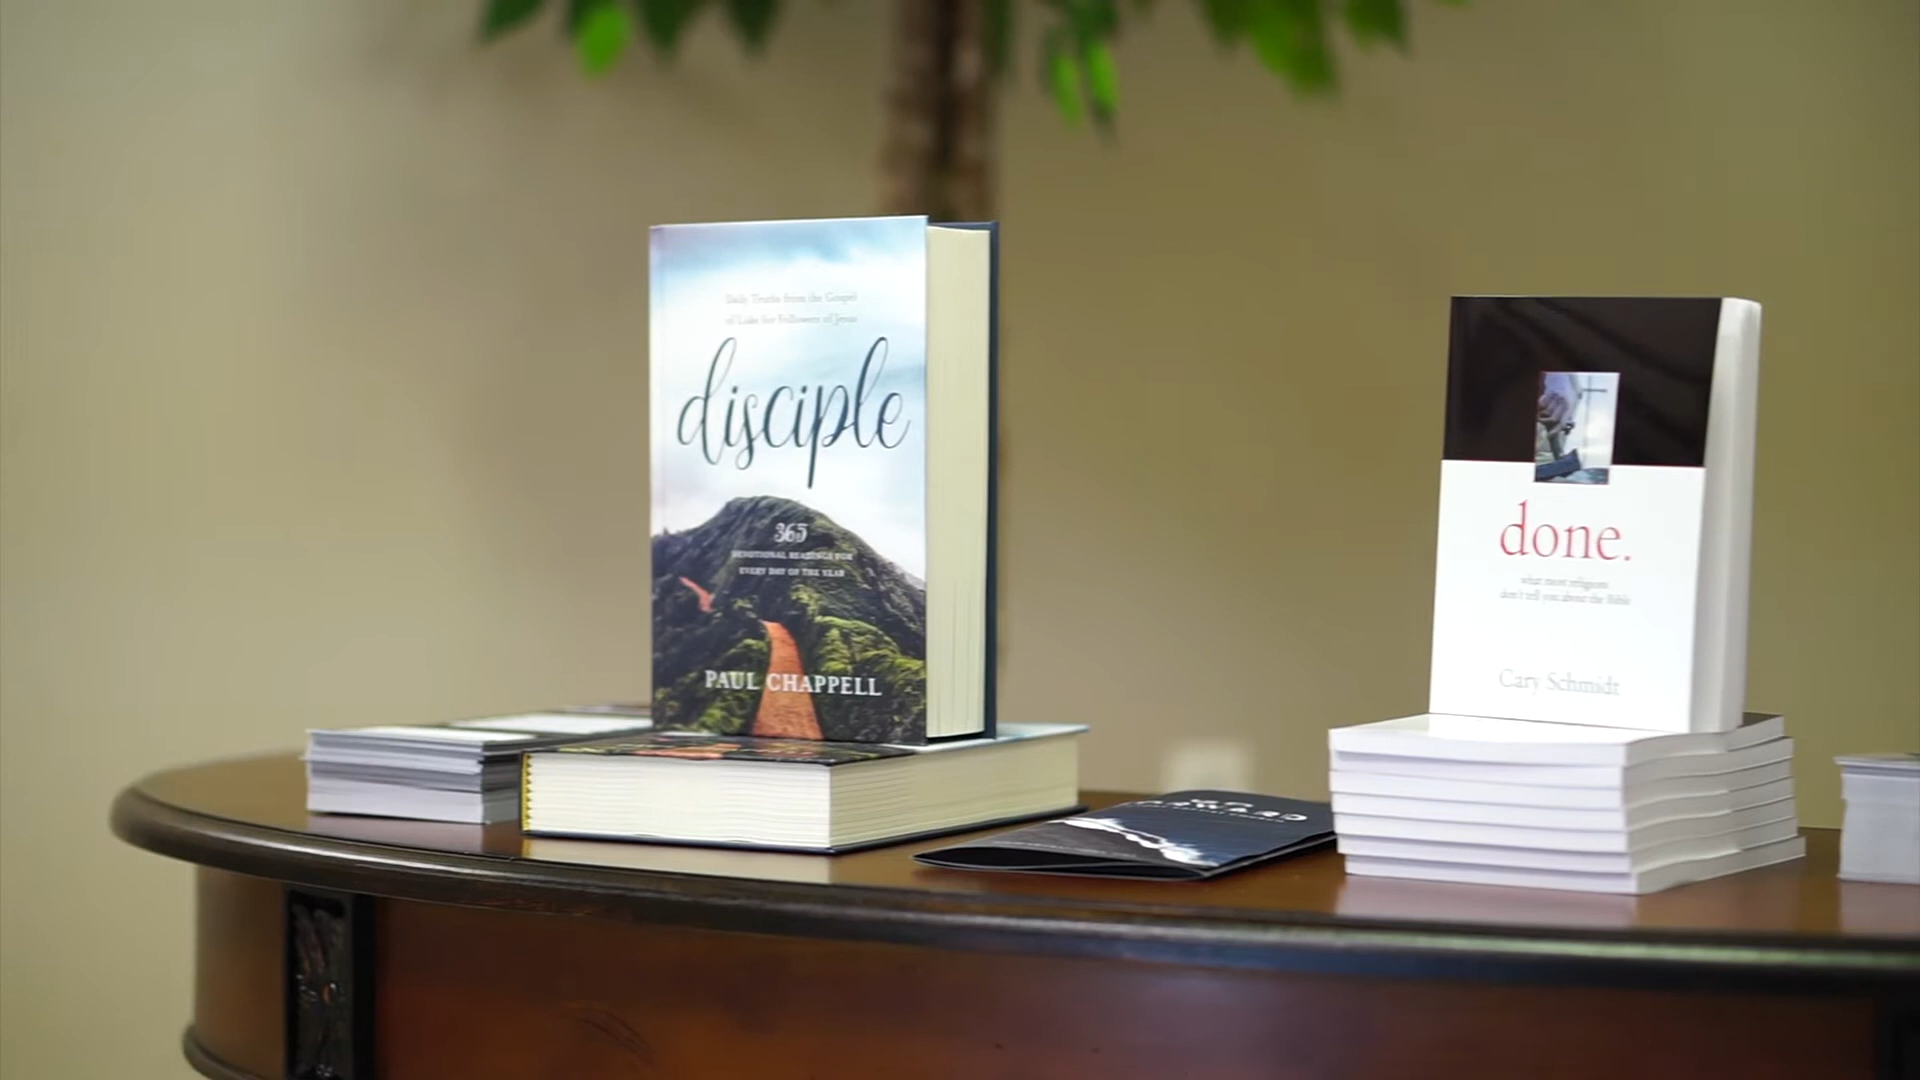 Daily Truths from the Gospel
of Luke for Followers of Jesus
disciple
365
DEVOTIONAL READINGS FOR
EVERY DAY OF THE YEAR
PAUL CHAPPELL
done.
what most religions
don't tell you about the Bible
Cary Schmidt